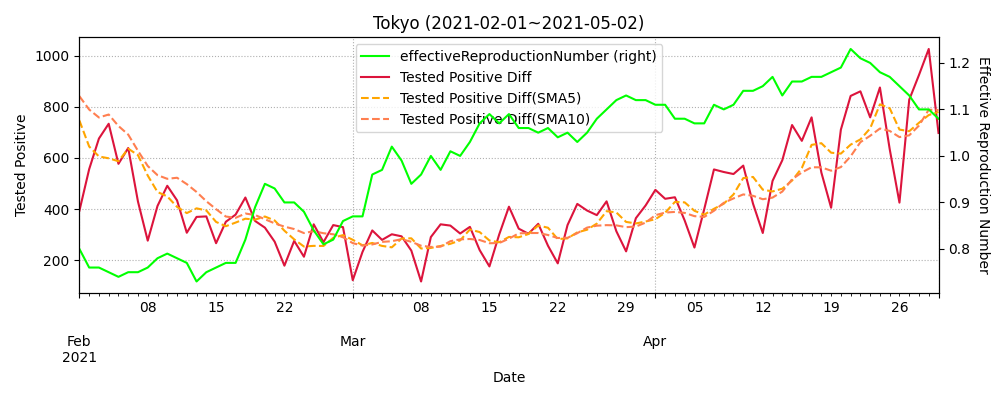 Tokyo (2021-02-01~2021-05-02)
effectiveReproductionNumber (right)
Tested Positive Diff
Tested Positive Diff(SMA5)
Tested Positive Diff(SMA10)
Tested Positive
1000
800
600
400
200
Effective Reproduction Number
1.2
1.1
1.0
0.9
0.8
08 15 22 08 15 22 29 05 12 19 26
Feb Mar Apr
2021
Date